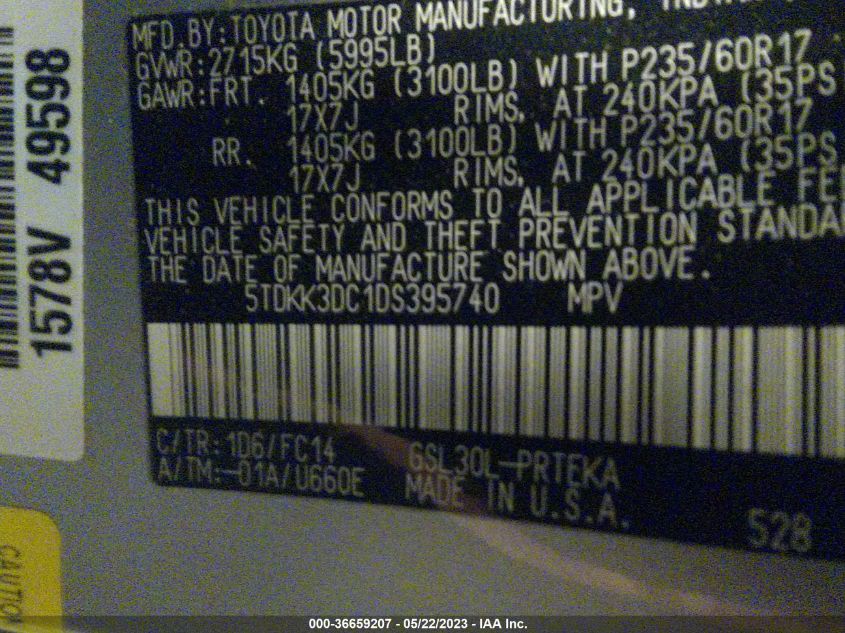 MFD.BY:TOYOTA MOTOR MANUFACTURING,
GVWR:2715KG (5995LB)
GAWR:FRT. 1405KG (3100LB) WITH P235/60R17
17X7J RIMS, AT 240KPA (35PS
RR. 1405KG (3100LB) WITH P235/60R17
17X7J RIMS, AT 240KPA (35PS
THIS VEHICLE CONFORMS TO ALL APPLICABLE FE
VEHICLE SAFETY AND THEFT PREVENTION STANDA
THE DATE OF MANUFACTURE SHOWN ABOVE.
5TDKK3DC1DS395740 MPV
C/TR: 1D6/FC14 GSL30L-PRTEKA
A/TM:-01A/U660E MADE IN U.S.A.
528
1578V 49598
CAUTION
000-36659207 - 05/22/2023 - IAA Inc.